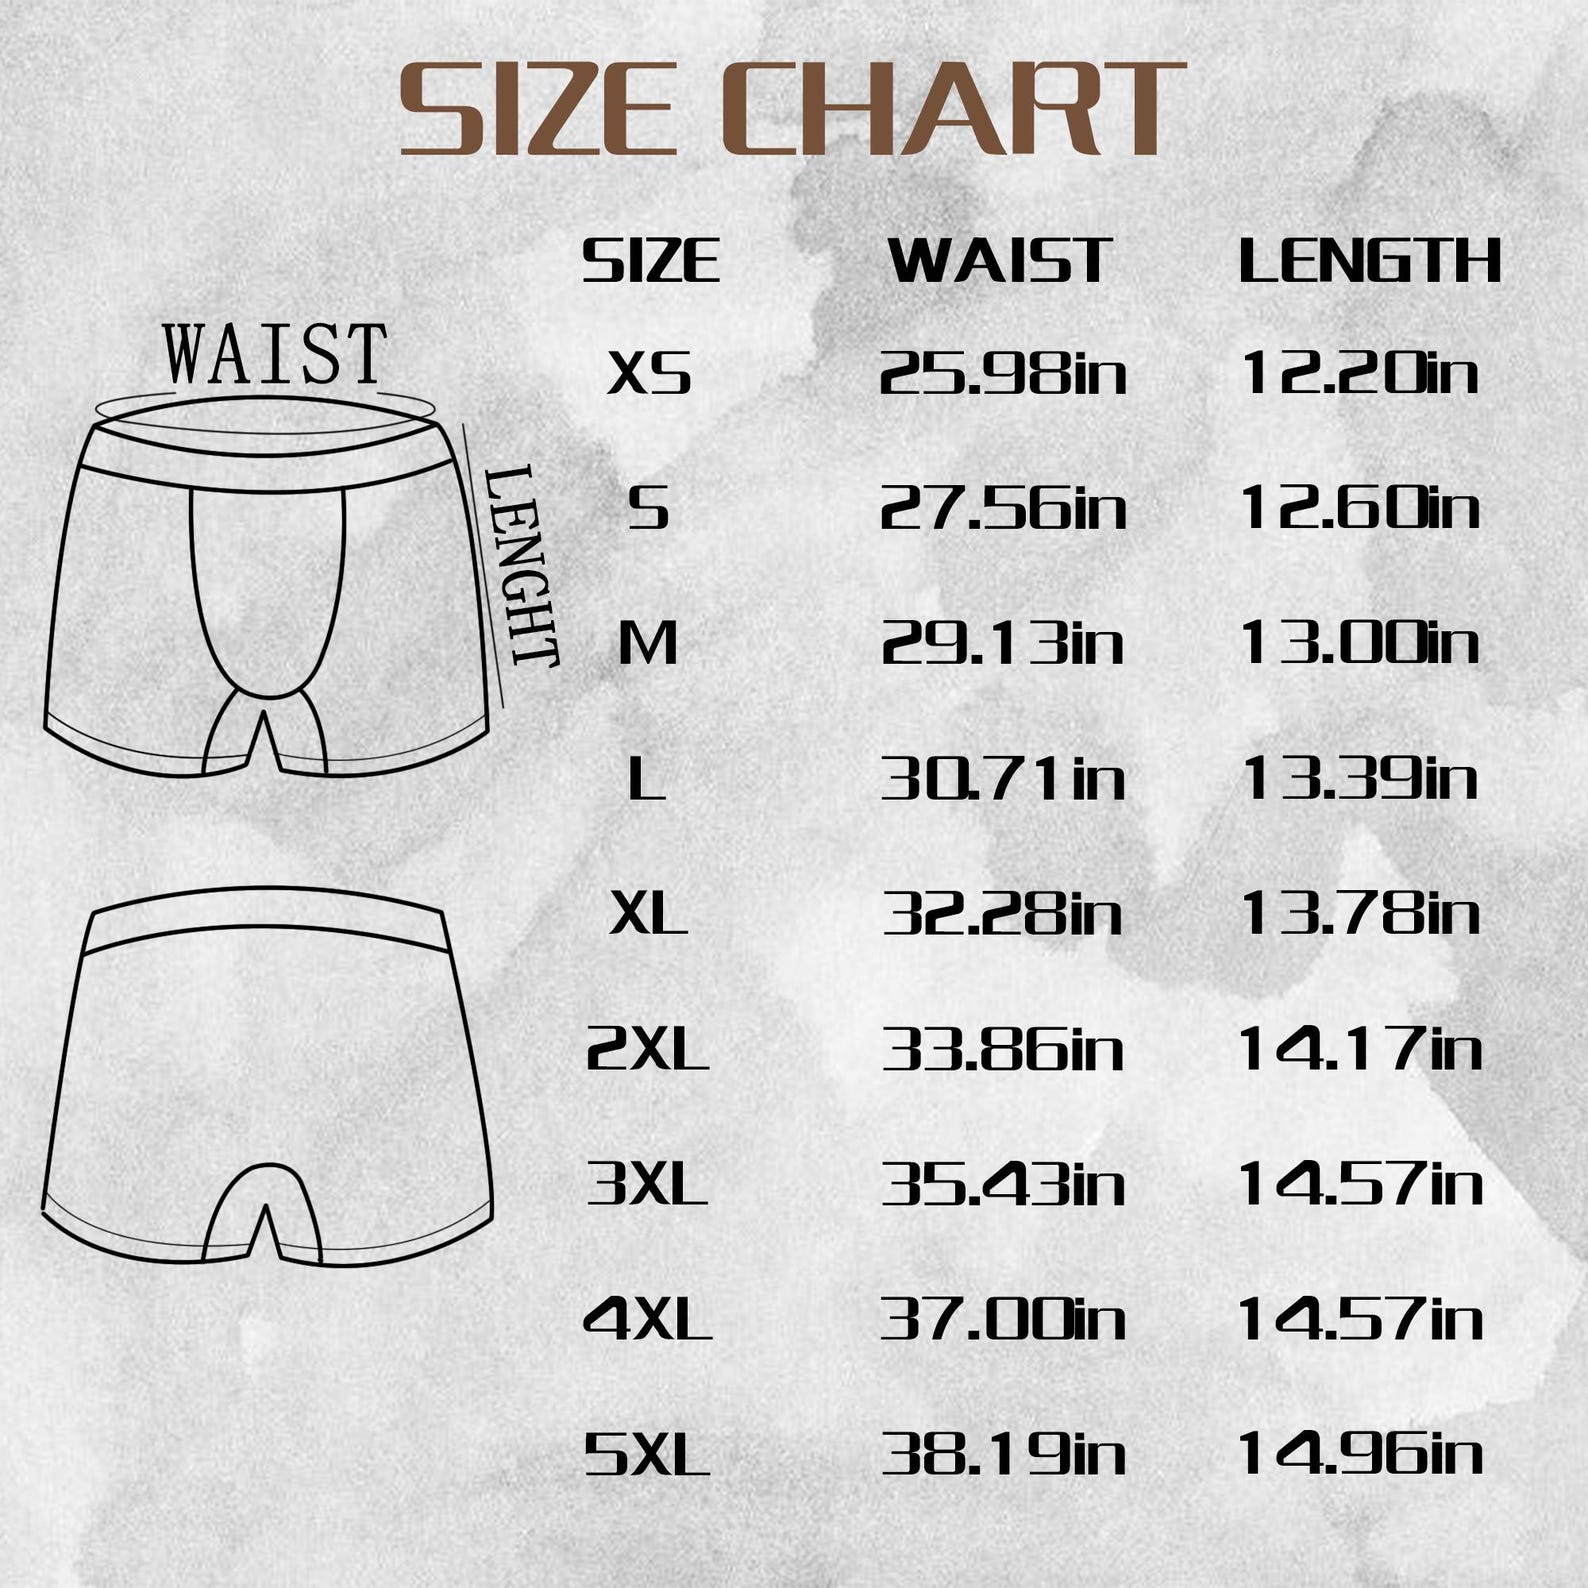 SIZE CHART
SIZE WAIST LENGTH
WAIST
LENGHT
XS 25.98in 12.20in
S 27.56in 12.60in
M 29.13in 13.00in
L 30.71in 13.39in
XL 32.28in 13.78in
2XL 33.86in 14.17in
3XL 35.43in 14.57in
4XL 37.00in 14.57in
5XL 38.19in 14.96in